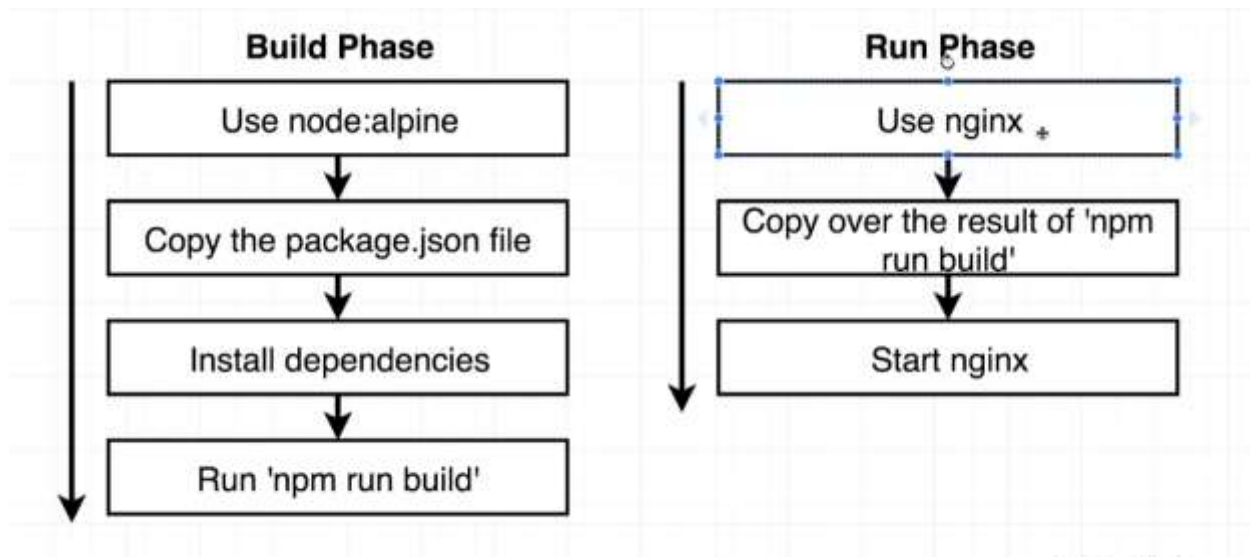 Build Phase
Use node:alpine
Copy the package.json file
Install dependencies
Run 'npm run build'
Run Phase
Use nginx
Copy over the result of 'npm
run build'
Start nginx